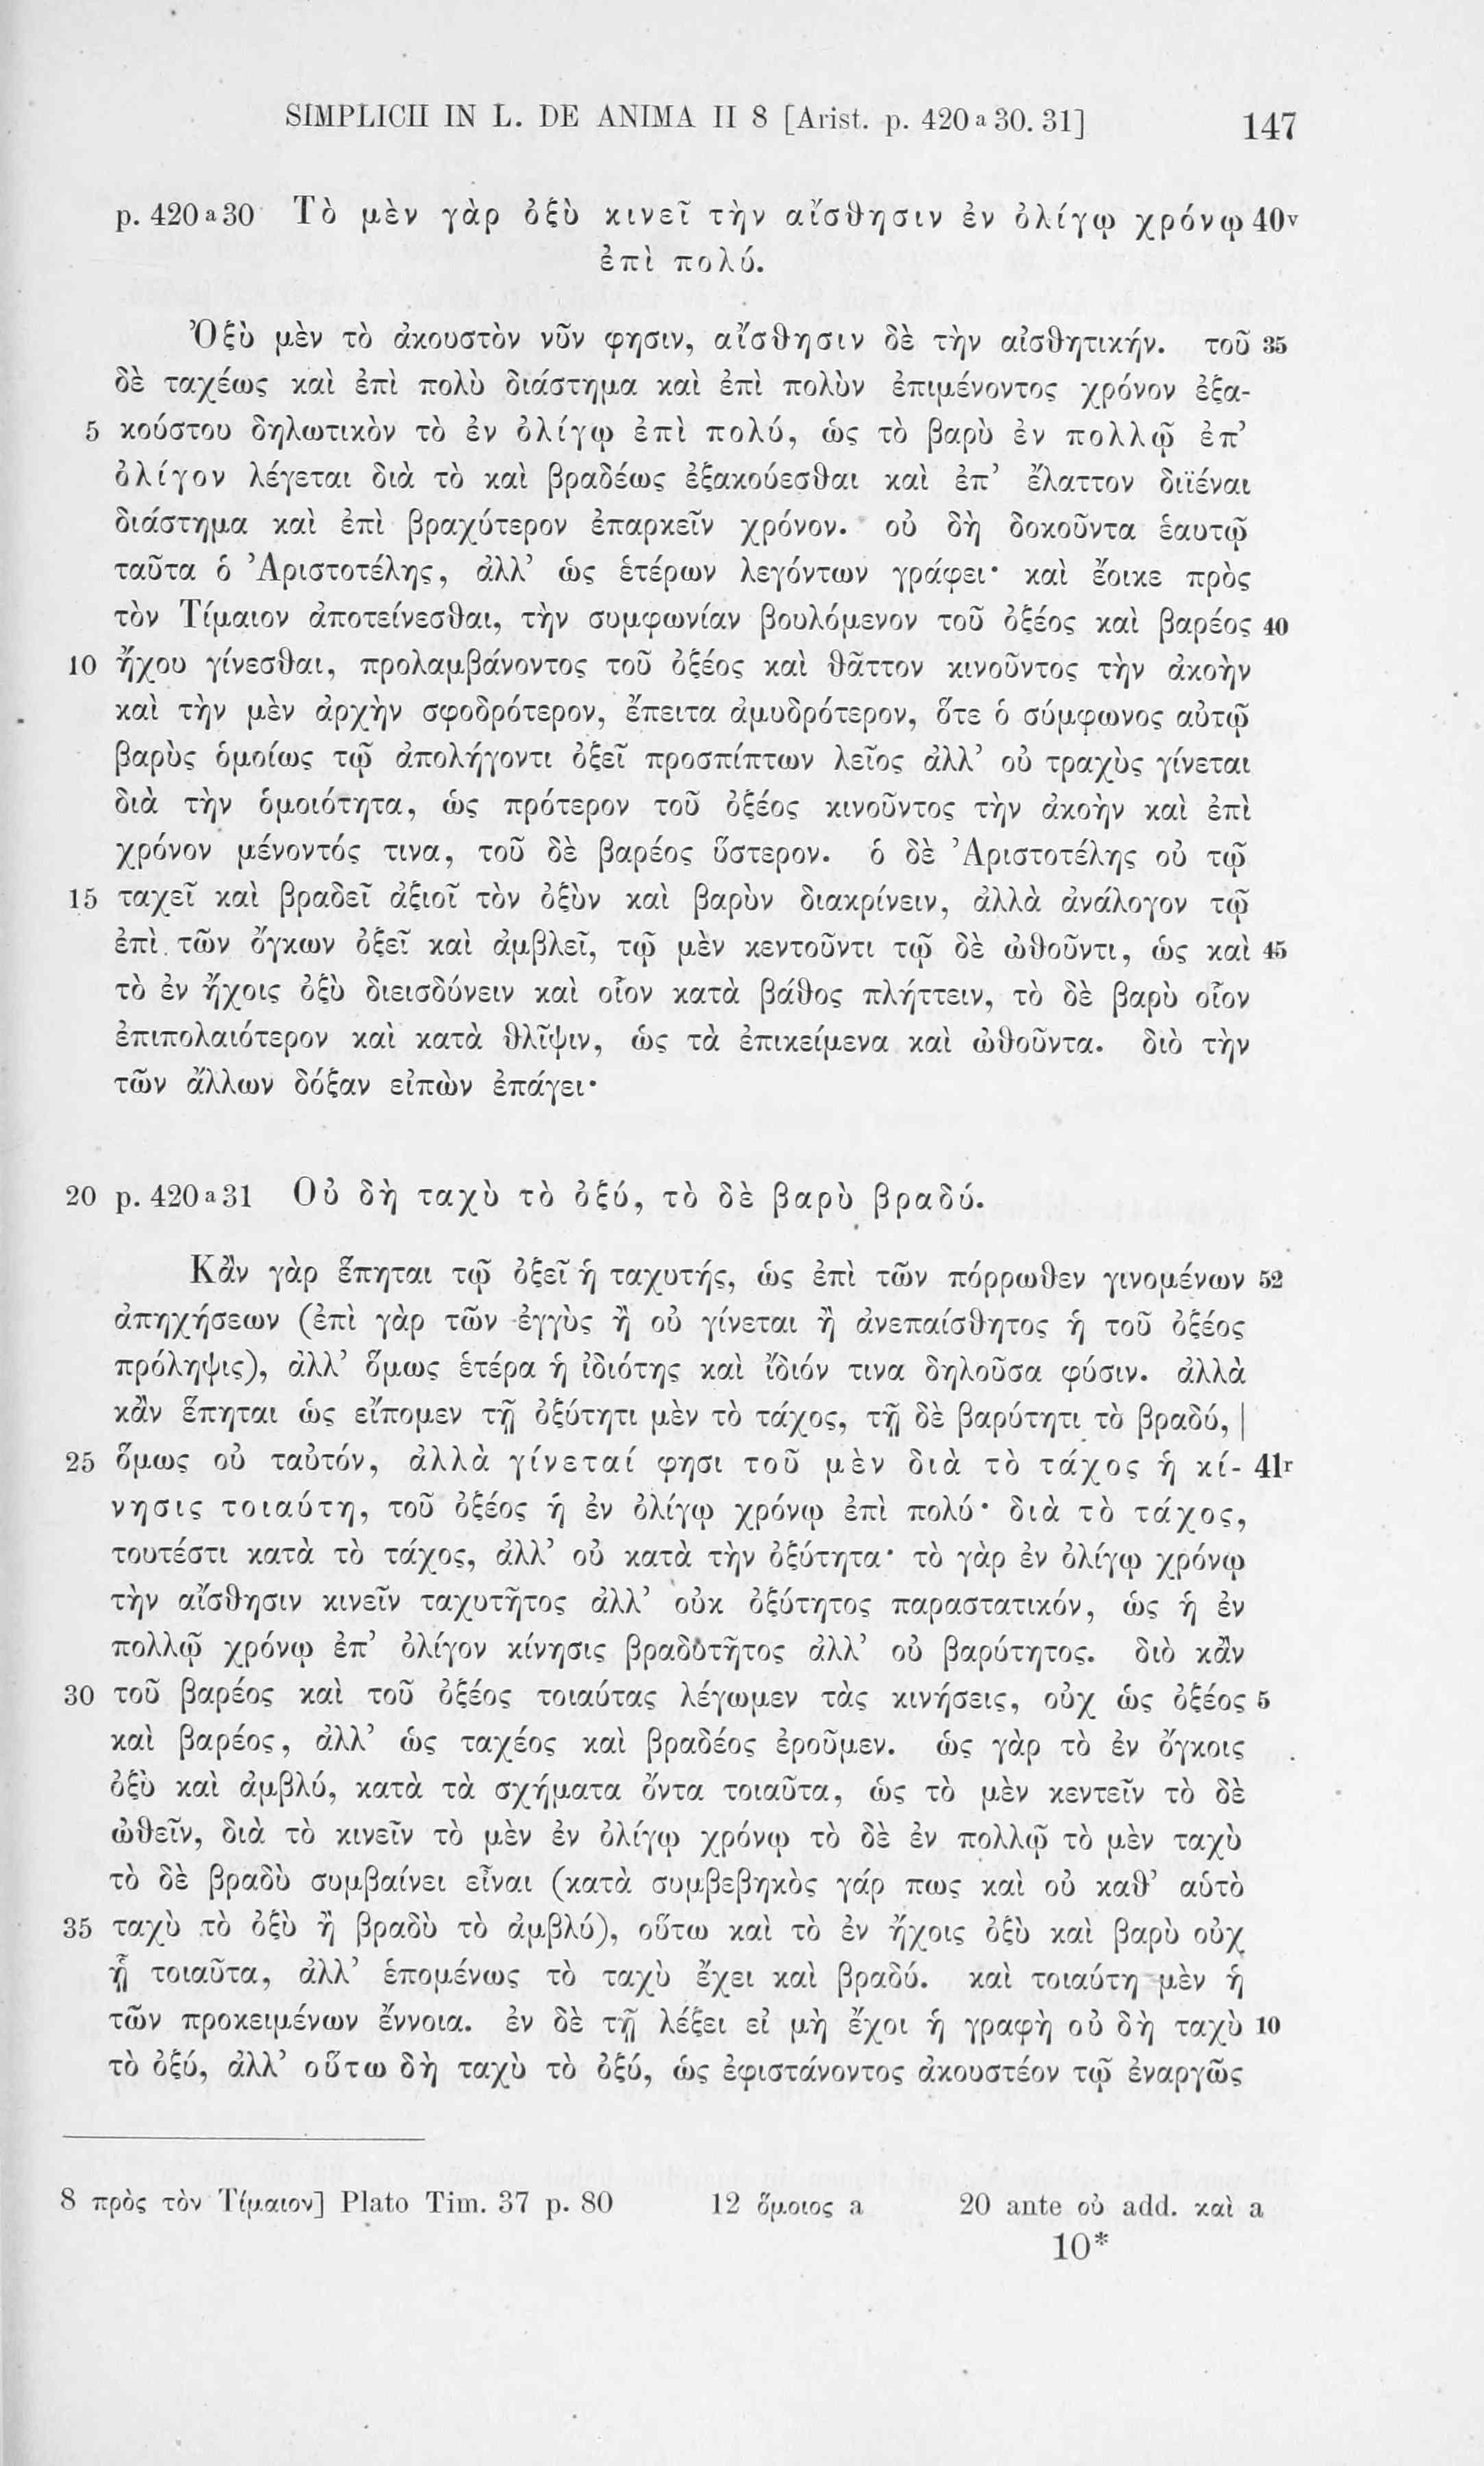 SIMPLICII IN L. DE ANIMA II 8 [Arist. p. 420 a 30. 31] 147
p. 420 a 30 Τὸ μὲν γὰρ ὀξὺ κινεῖ τὴν αἴσθησιν ἐν ὀλίγῳ χρόνῳ 40v
ἐπὶ πολύ.
Ὀξὺ μὲν τὸ ἀκουστὸν νῦν φησιν, αἴσθησιν δὲ τὴν αἰσθητικήν. τοῦ 35
δὲ ταχέως καὶ ἐπὶ πολὺ διάστημα καὶ ἐπὶ πολὺν ἐπιμένοντος χρόνον ἐξα-
5 κούστου δηλωτικὸν τὸ ἐν ὀλίγῳ ἐπὶ πολύ, ὡς τὸ βαρὺ ἐν πολλῷ ἐπ’
ὀλίγον λέγεται διὰ τὸ καὶ βραδέως ἐξακούεσθαι καὶ ἐπ’ ἔλαττον διϊέναι
διάστημα καὶ ἐπὶ βραχύτερον ἐπαρκεῖν χρόνον. οὐ δὴ δοκοῦντα ἑαυτῷ
ταῦτα ὁ Ἀριστοτέλης, ἀλλ’ ὡς ἑτέρων λεγόντων γράφει· καὶ ἔοικε πρὸς
τὸν Τίμαιον ἀποτείνεσθαι, τὴν συμφωνίαν βουλόμενον τοῦ ὀξέος καὶ βαρέος 40
10 ἤχου γίνεσθαι, προλαμβάνοντος τοῦ ὀξέος καὶ θᾶττον κινοῦντος τὴν ἀκοὴν
καὶ τὴν μὲν ἀρχὴν σφοδρότερον, ἔπειτα ἀμυδρότερον, ὅτε ὁ σύμφωνος αὐτῷ
βαρὺς ὁμοίως τῷ ἀπολήγοντι ὀξεῖ προσπίπτων λεῖος ἀλλ’ οὐ τραχὺς γίνεται
διὰ τὴν ὁμοιότητα, ὡς πρότερον τοῦ ὀξέος κινοῦντος τὴν ἀκοὴν καὶ ἐπὶ
χρόνον μένοντός τινα, τοῦ δὲ βαρέος ὕστερον. ὁ δὲ Ἀριστοτέλης οὐ τῷ
15 ταχεῖ καὶ βραδεῖ ἀξιοῖ τὸν ὀξὺν καὶ βαρὺν διακρίνειν, ἀλλὰ ἀνάλογον τῷ
ἐπὶ τῶν ὄγκων ὀξεῖ καὶ ἀμβλεῖ, τῷ μὲν κεντοῦντι τῷ δὲ ὠθοῦντι, ὡς καὶ 45
τὸ ἐν ἤχοις ὀξὺ διεισδύνειν καὶ οἷον κατὰ βάθος πλήττειν, τὸ δὲ βαρὺ οἷον
ἐπιπολαιότερον καὶ κατὰ θλῖψιν, ὡς τὰ ἐπικείμενα καὶ ὠθοῦντα. διὸ τὴν
τῶν ἄλλων δόξαν εἰπὼν ἐπάγει·
20 p. 420 a 31 Οὐ δὴ ταχὺ τὸ ὀξύ, τὸ δὲ βαρὺ βραδύ.
Κἂν γὰρ ἕπηται τῷ ὀξεῖ ἡ ταχυτής, ὡς ἐπὶ τῶν πόρρωθεν γινομένων 52
ἀπηχήσεων (ἐπὶ γὰρ τῶν ἐγγὺς ἢ οὐ γίνεται ἢ ἀνεπαίσθητος ἡ τοῦ ὀξέος
πρόληψις), ἀλλ’ ὅμως ἑτέρα ἡ ἰδιότης καὶ ἴδιόν τινα δηλοῦσα φύσιν. ἀλλὰ
κἂν ἕπηται ὡς εἴπομεν τῇ ὀξύτητι μὲν τὸ τάχος, τῇ δὲ βαρύτητι τὸ βραδύ, |
25 ὅμως οὐ ταὐτόν, ἀλλὰ γίνεταί φησι τοῦ μὲν διὰ τὸ τάχος ἡ κί- 41r
νησις τοιαύτη, τοῦ ὀξέος ἡ ἐν ὀλίγῳ χρόνῳ ἐπὶ πολύ· διὰ τὸ τάχος,
τουτέστι κατὰ τὸ τάχος, ἀλλ’ οὐ κατὰ τὴν ὀξύτητα· τὸ γὰρ ἐν ὀλίγῳ χρόνῳ
τὴν αἴσθησιν κινεῖν ταχυτῆτος ἀλλ’ οὐκ ὀξύτητος παραστατικόν, ὡς ἡ ἐν
πολλῷ χρόνῳ ἐπ’ ὀλίγον κίνησις βραδυτῆτος ἀλλ’ οὐ βαρύτητος. διὸ κἂν
30 τοῦ βαρέος καὶ τοῦ ὀξέος τοιαύτας λέγωμεν τὰς κινήσεις, οὐχ ὡς ὀξέος 5
καὶ βαρέος, ἀλλ’ ὡς ταχέος καὶ βραδέος ἐροῦμεν. ὡς γὰρ τὸ ἐν ὄγκοις
ὀξὺ καὶ ἀμβλύ, κατὰ τὰ σχήματα ὄντα τοιαῦτα, ὡς τὸ μὲν κεντεῖν τὸ δὲ
ὠθεῖν, διὰ τὸ κινεῖν τὸ μὲν ἐν ὀλίγῳ χρόνῳ τὸ δὲ ἐν πολλῷ τὸ μὲν ταχὺ
τὸ δὲ βραδὺ συμβαίνει εἶναι (κατὰ συμβεβηκὸς γάρ πως καὶ οὐ καθ’ αὑτὸ
35 ταχὺ τὸ ὀξὺ ἢ βραδὺ τὸ ἀμβλύ), οὕτω καὶ τὸ ἐν ἤχοις ὀξὺ καὶ βαρὺ οὐχ
ᾗ τοιαῦτα, ἀλλ’ ἑπομένως τὸ ταχὺ ἔχει καὶ βραδύ. καὶ τοιαύτη μὲν ἡ
τῶν προκειμένων ἔννοια. ἐν δὲ τῇ λέξει εἰ μὴ ἔχοι ἡ γραφὴ οὐ δὴ ταχὺ 10
τὸ ὀξύ, ἀλλ’ οὕτω δὴ ταχὺ τὸ ὀξύ, ὡς ἐφιστάνοντος ἀκουστέον τῷ ἐναργῶς
8 πρὸς τὸν Τίμαιον] Plato Tim. 37 p. 80 12 ὅμοιος a 20 ante οὐ add. καὶ a
10*